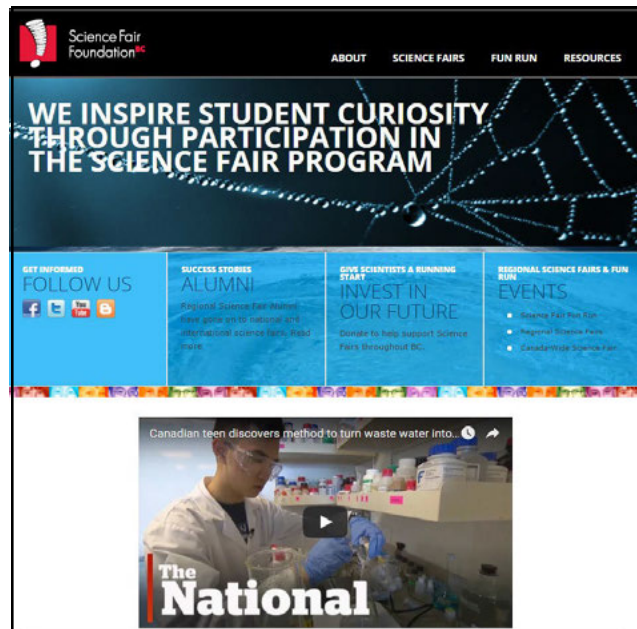 Science Fair
Foundation BC
ABOUT SCIENCE FAIRS FUN RUN RESOURCES
WE INSPIRE STUDENT CURIOSITY
THROUGH PARTICIPATION IN
THE SCIENCE FAIR PROGRAM
GET INFORMED
FOLLOW US
You
Tube
SUCCESS STORIES
ALUMNI
Regional Science Fair Alumni
have gone on to national and
international science fairs. Read
more.
GIVE SCIENTISTS A RUNNING
START
INVEST IN
OUR FUTURE
Donate to help support Science
Fairs throughout BC.
REGIONAL SCIENCE FAIRS & FUN
RUN
EVENTS
Science Fair Fun Run
Regional Science Fairs
CanadaWide Science Fair
Canadian teen discovers method to turn waste water into...
The
National